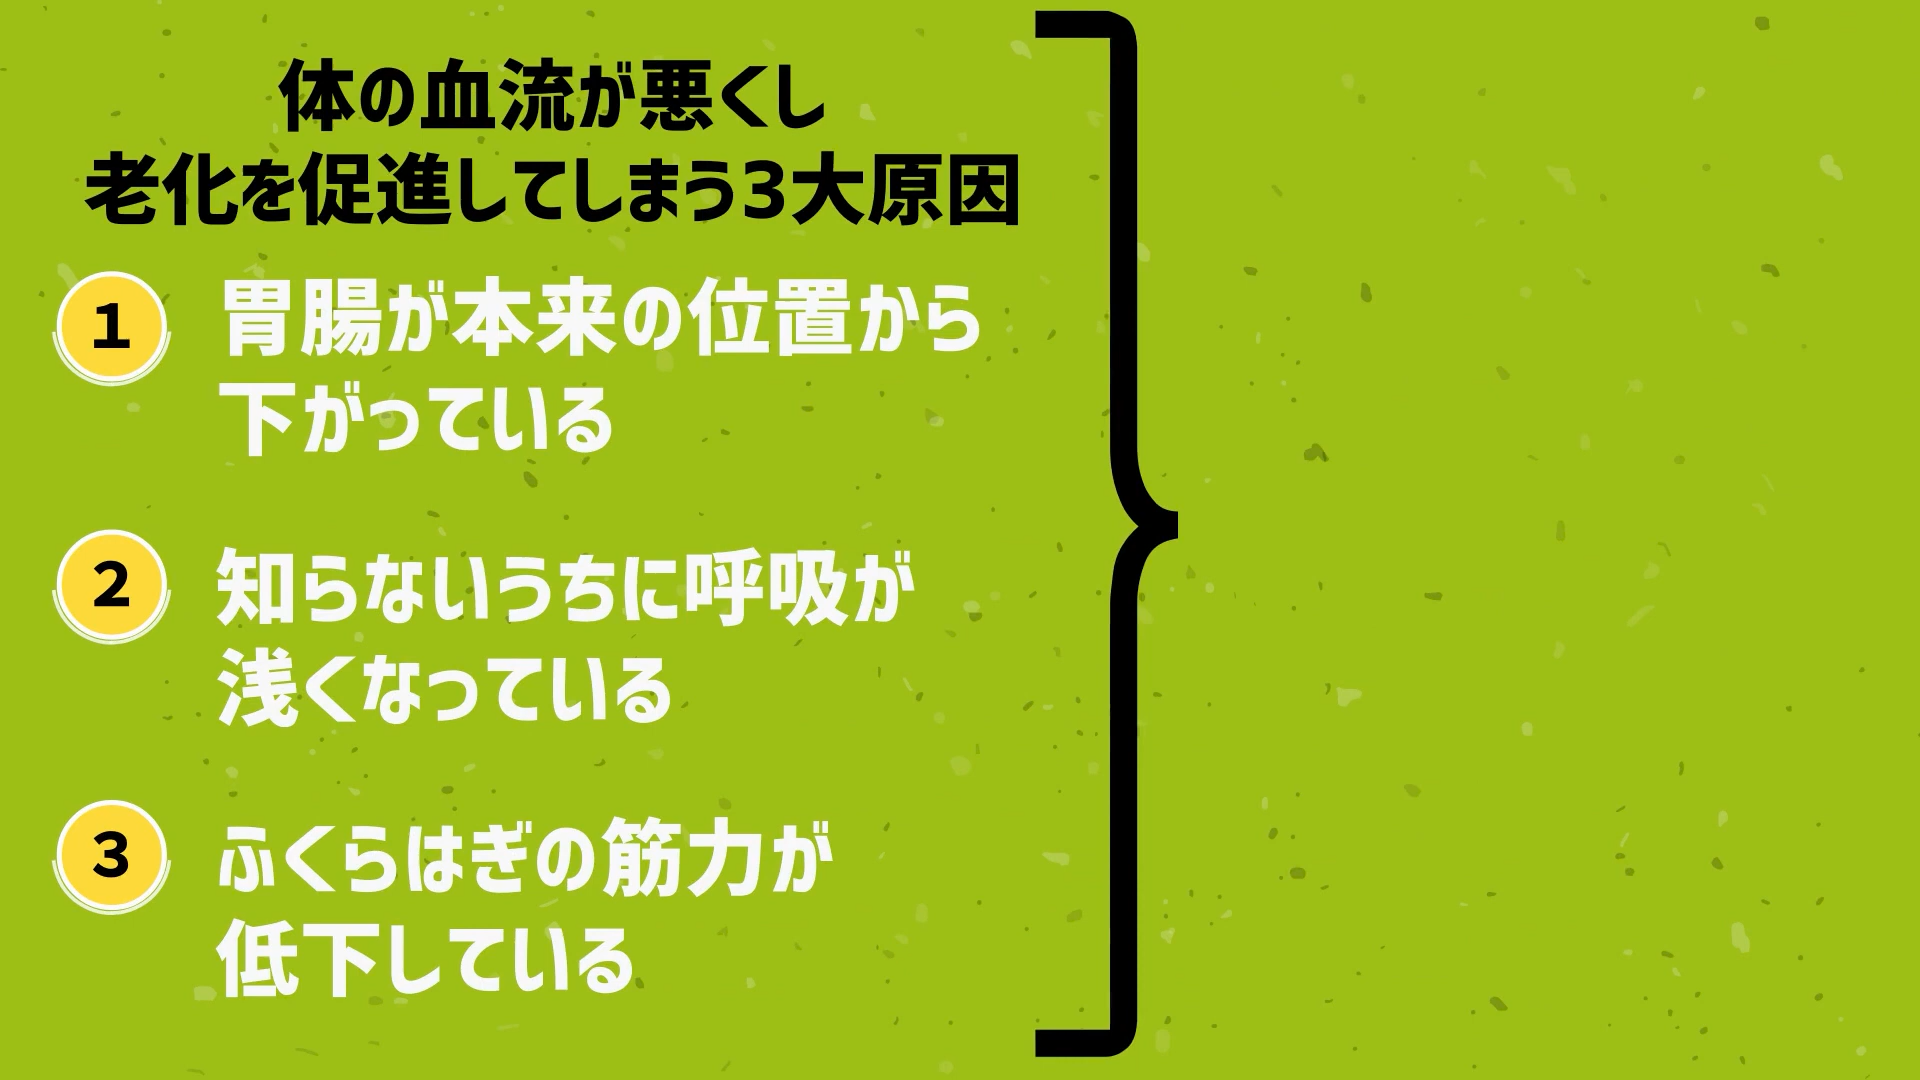 体の血流が悪くし
老化を促進してしまう3大原因
1
胃腸が本来の位置から
下がっている
2
知らないうちに呼吸が
浅くなっている
3
ふくらはぎの筋力が
低下している